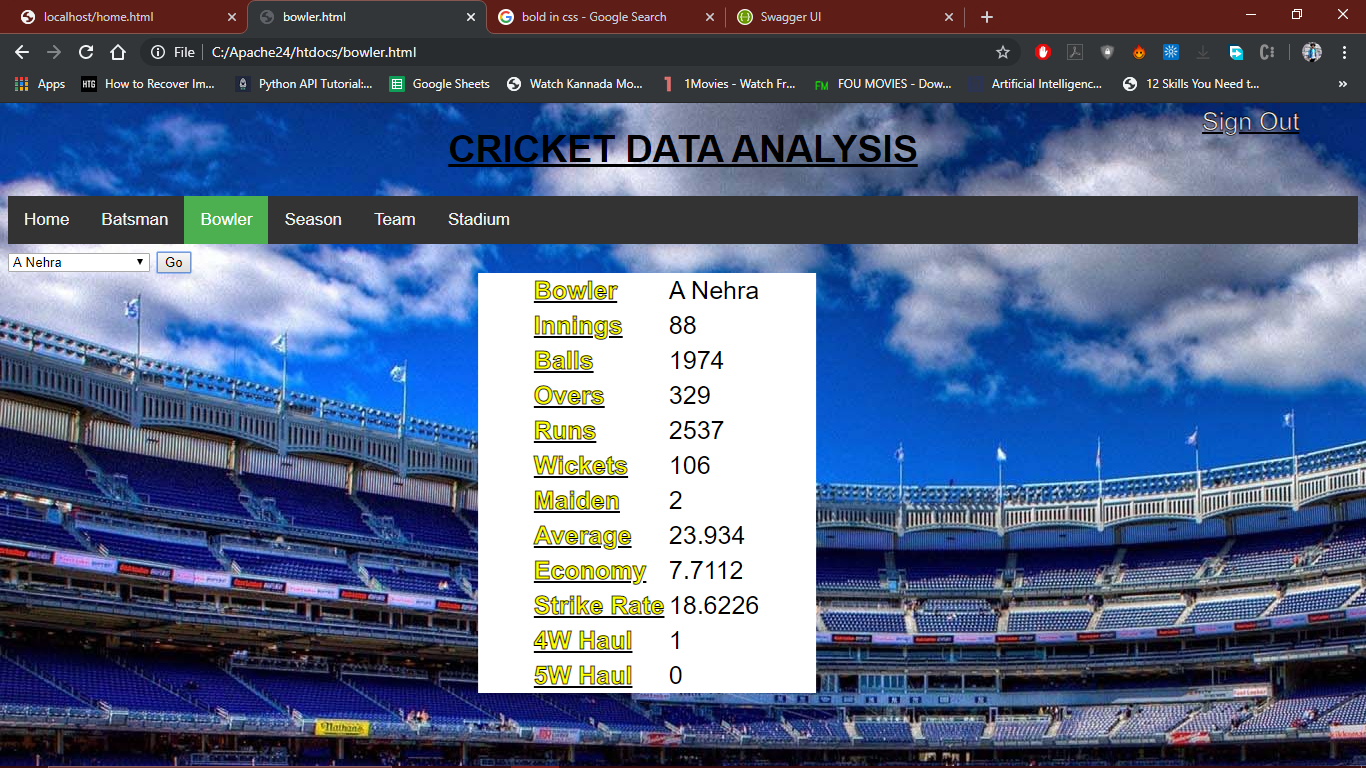 localhost/home.html bowler.html bold in css - Google Search Swagger UI
File C:/Apache24/htdocs/bowler.html
Apps HTG How to Recover Im... Python API Tutorial:... Google Sheets Watch Kannada Mo... 1 1Movies - Watch Fr... FM FOU MOVIES - Dow... Artificial Intelligenc... 12 Skills You Need t... »
Sign Out
CRICKET DATA ANALYSIS
Home Batsman Bowler Season Team Stadium
A Nehra Go
Bowler A Nehra
Innings 88
Balls 1974
Overs 329
Runs 2537
Wickets 106
Maiden 2
Average 23.934
Economy 7.7112
Strike Rate 18.6226
4W Haul 1
5W Haul 0
Nathan's